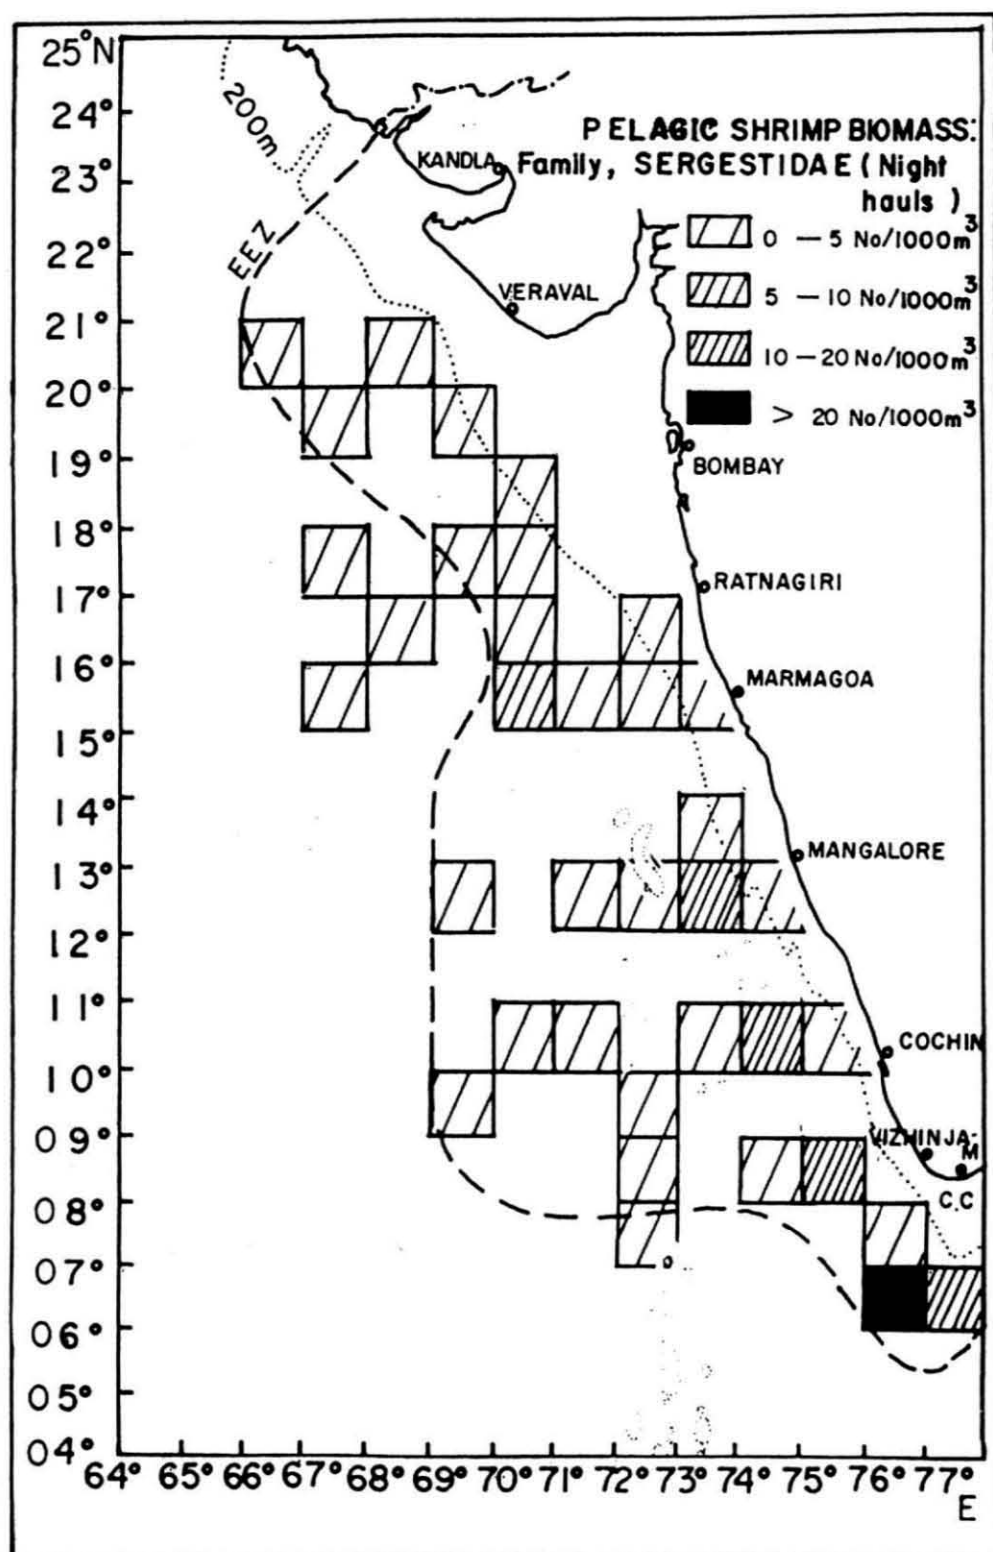 25°N
24°
23°
22°
21°
20°
19°
18°
17°
16°
15°
14°
13°
12°
11°
10°
09°
08°
07°
06°
05°
04°
64° 65° 66° 67° 68° 69° 70° 71° 72° 73° 74° 75° 76° 77°
E
200m
EEZ
PELAGIC SHRIMP BIOMASS:
Family, SERGESTIDAE (Night
hauls)
0 — 5 No/1000m³
5 — 10 No/1000m³
10 — 20 No/1000m³
> 20 No/1000m³
KANDLA
VERAVAL
BOMBAY
RATNAGIRI
MARMAGOA
MANGALORE
COCHIN
VIZHINJA-
M
C.C